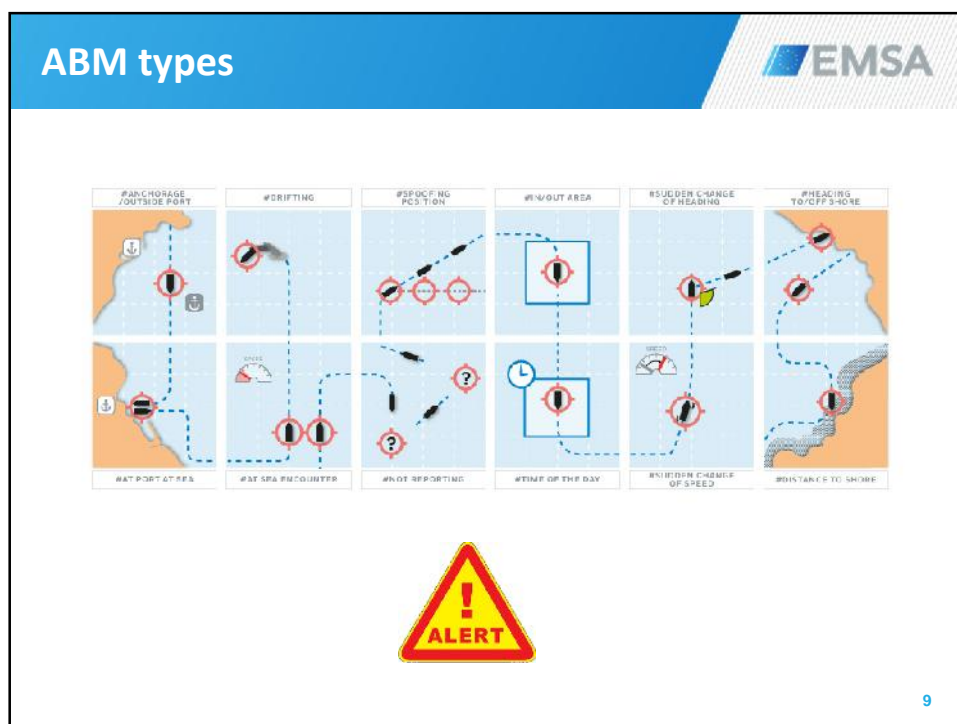 ABM types
EMSA
#ANCHORAGE
/OUTSIDE PORT
#DRIFTING
#SPOOFING
POSITION
#IN/OUT AREA
#SUDDEN CHANGE
OF HEADING
#HEADING
TO/OFF SHORE
SPEED
?
SPEED
?
#AT PORT AT SEA
#AT SEA ENCOUNTER
#NOT REPORTING
#TIME OF THE DAY
#SUDDEN CHANGE
OF SPEED
#DISTANCE TO SHORE
!
ALERT
9